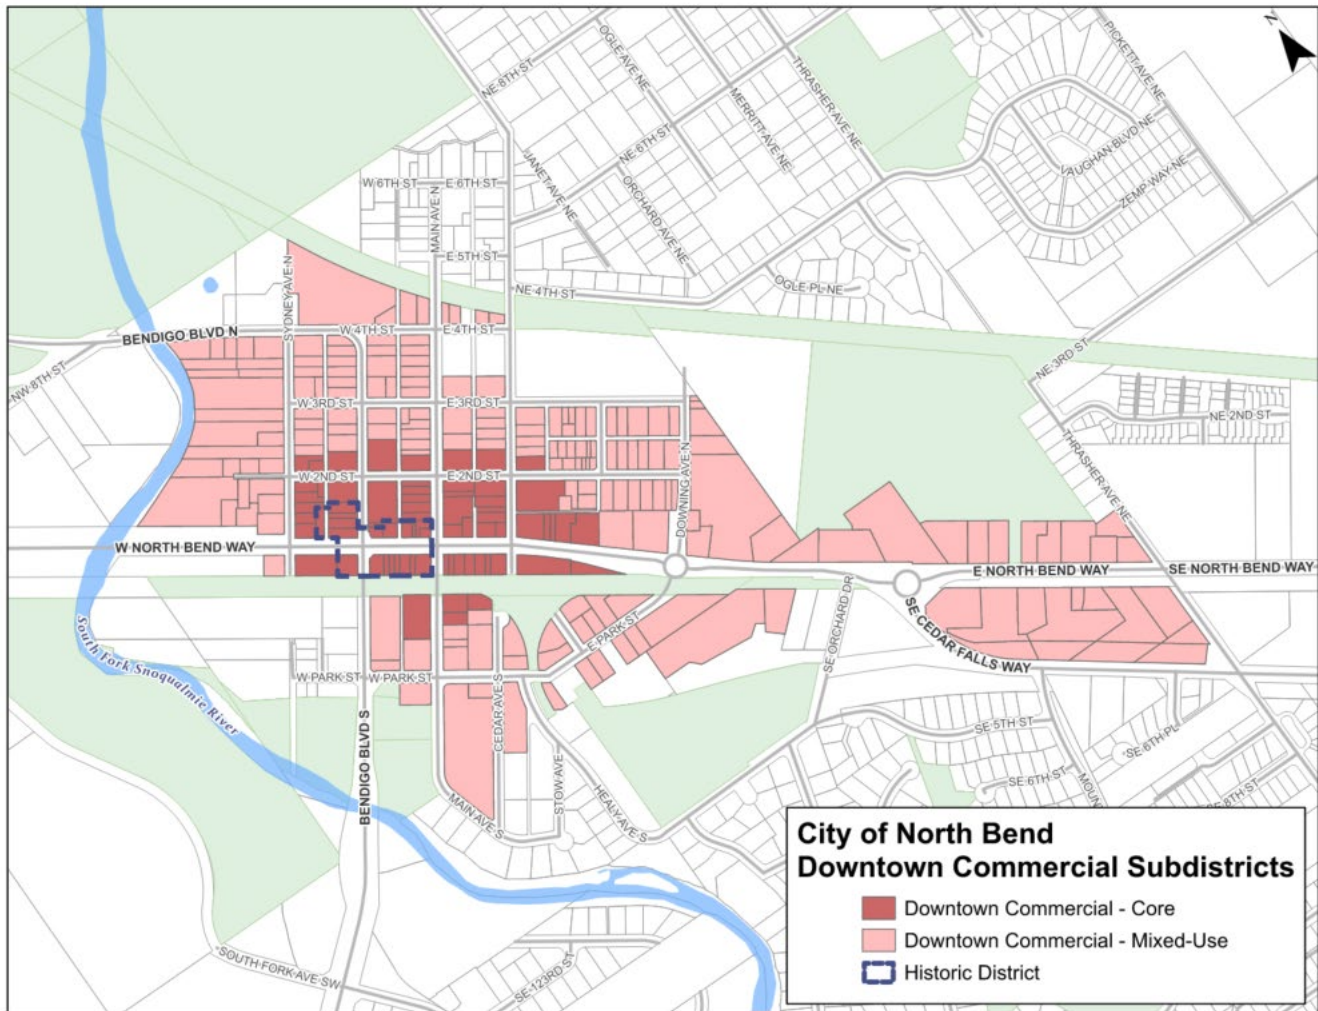 N
NE 8TH ST
OGLE AVE NE
THRASHER AVE NE
PICKETT AVE NE
MERRITT AVE NE
NE 6TH ST
JANET AVE NE
ORCHARD AVE NE
VAUGHAN BLVD NE
ZEMP WAY NE
W 6TH ST
E 6TH ST
MAIN AVE N
E 5TH ST
NE 4TH ST
OGLE PL NE
SYDNEY AVE N
BENDIGO BLVD N
W 4TH ST
E 4TH ST
NW 8TH ST
NE 3RD ST
W 3RD ST
E 3RD ST
NE 2ND ST
THRASHER AVE NE
W 2ND ST
E 2ND ST
DOWNING AVE N
W NORTH BEND WAY
E NORTH BEND WAY
SE NORTH BEND WAY
South Fork Snoqualmie River
E PARK ST
SE ORCHARD DR
SE CEDAR FALLS WAY
W PARK ST
W PARK ST
CEDAR AVE S
BENDIGO BLVD S
SE 5TH ST
SE 6TH PL
SE 6TH ST
MOUN
SE 8TH ST
STOW AVE
HEALY AVE S
MAIN AVE S
SOUTH FORK AVE SW
SE 123RD ST
City of North Bend
Downtown Commercial Subdistricts
Downtown Commercial - Core
Downtown Commercial - Mixed-Use
Historic District